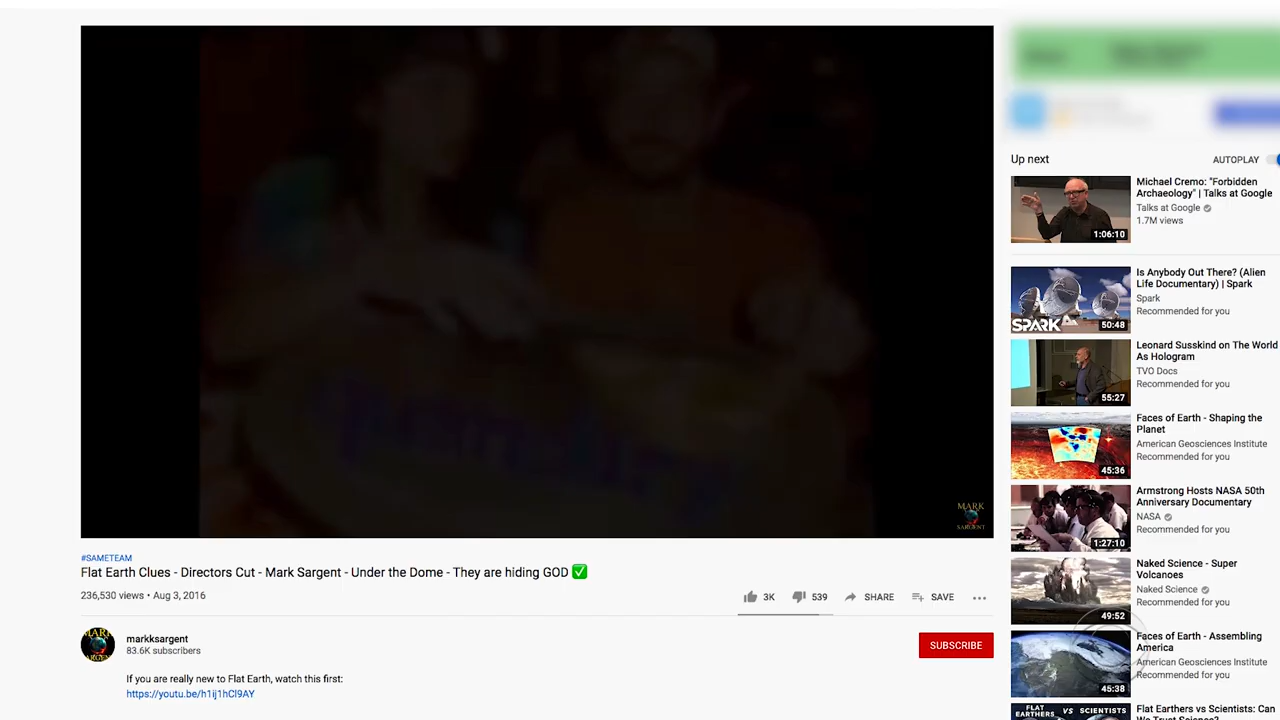 MARK
SARGENT
#SAMETEAM
Flat Earth Clues - Directors Cut - Mark Sargent - Under the Dome - They are hiding GOD ✅
236,530 views • Aug 3, 2016
3K
539
SHARE
SAVE
MARK
SARGENT
markksargent
83.6K subscribers
SUBSCRIBE
If you are really new to Flat Earth, watch this first:
https://youtu.be/h1ij1hCl9AY
Up next
AUTOPLAY
1:06:10
Michael Cremo: "Forbidden
Archaeology" | Talks at Google
Talks at Google
1.7M views
SPARK
50:48
Is Anybody Out There? (Alien
Life Documentary) | Spark
Spark
Recommended for you
55:27
Leonard Susskind on The World
As Hologram
TVO Docs
Recommended for you
45:36
Faces of Earth - Shaping the
Planet
American Geosciences Institute
Recommended for you
1:27:10
Armstrong Hosts NASA 50th
Anniversary Documentary
NASA
Recommended for you
49:52
Naked Science - Super
Volcanoes
Naked Science
Recommended for you
45:38
Faces of Earth - Assembling
America
American Geosciences Institute
Recommended for you
FLAT
EARTHERS VS SCIENTISTS
Flat Earthers vs Scientists: Can
We Trust Science?